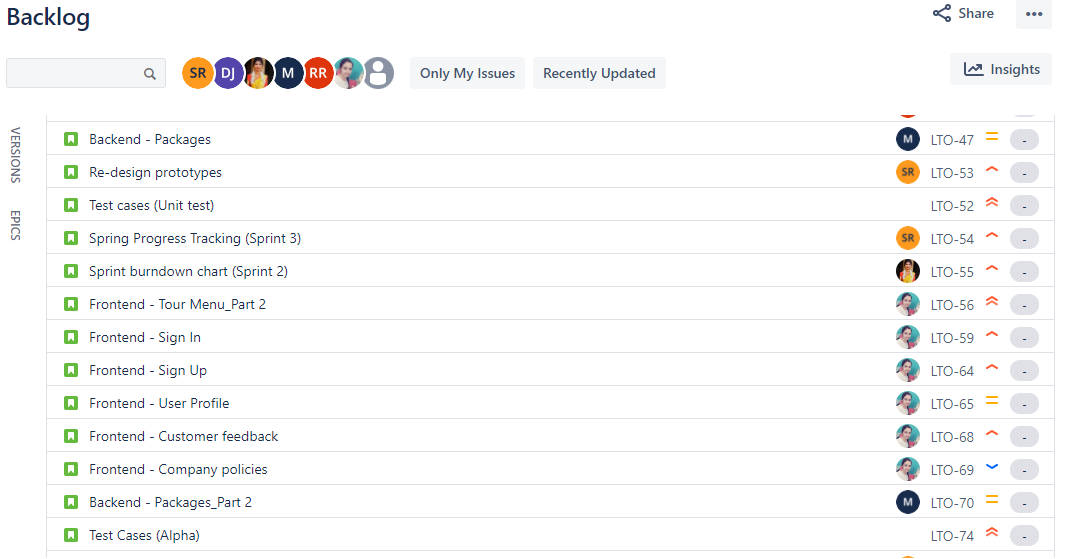 Backlog
Share
SR DJ M RR Only My Issues Recently Updated
Insights
VERSIONS
EPICS
Backend - Packages M LTO-47 -
Re-design prototypes SR LTO-53 -
Test cases (Unit test) LTO-52 -
Spring Progress Tracking (Sprint 3) SR LTO-54 -
Sprint burndown chart (Sprint 2) LTO-55 -
Frontend - Tour Menu_Part 2 LTO-56 -
Frontend - Sign In LTO-59 -
Frontend - Sign Up LTO-64 -
Frontend - User Profile LTO-65 -
Frontend - Customer feedback LTO-68 -
Frontend - Company policies LTO-69 -
Backend - Packages_Part 2 M LTO-70 -
Test Cases (Alpha) LTO-74 -